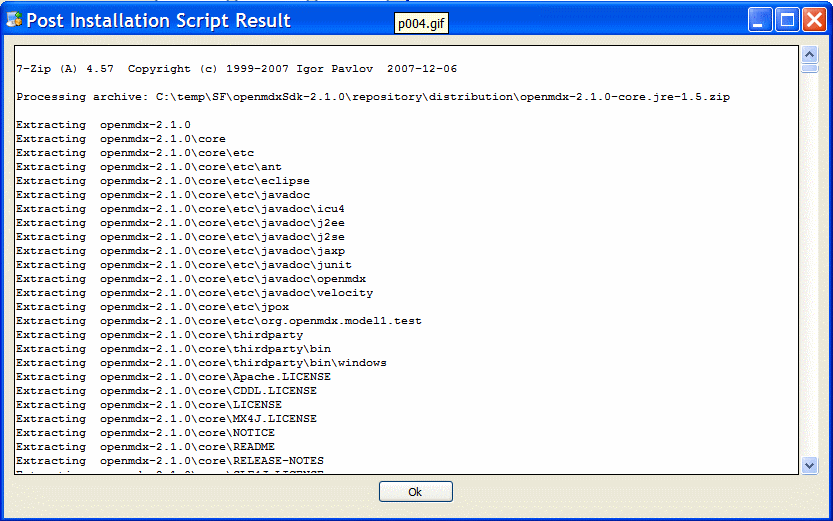 Post Installation Script Result
p004.gif
7-Zip (A) 4.57  Copyright (c) 1999-2007 Igor Pavlov  2007-12-06
Processing archive: C:\temp\SF\openmdxSdk-2.1.0\repository\distribution\openmdx-2.1.0-core.jre-1.5.zip
Extracting  openmdx-2.1.0
Extracting  openmdx-2.1.0\core
Extracting  openmdx-2.1.0\core\etc
Extracting  openmdx-2.1.0\core\etc\ant
Extracting  openmdx-2.1.0\core\etc\eclipse
Extracting  openmdx-2.1.0\core\etc\javadoc
Extracting  openmdx-2.1.0\core\etc\javadoc\icu4
Extracting  openmdx-2.1.0\core\etc\javadoc\j2ee
Extracting  openmdx-2.1.0\core\etc\javadoc\j2se
Extracting  openmdx-2.1.0\core\etc\javadoc\jaxp
Extracting  openmdx-2.1.0\core\etc\javadoc\junit
Extracting  openmdx-2.1.0\core\etc\javadoc\openmdx
Extracting  openmdx-2.1.0\core\etc\javadoc\velocity
Extracting  openmdx-2.1.0\core\etc\jpox
Extracting  openmdx-2.1.0\core\etc\org.openmdx.model1.test
Extracting  openmdx-2.1.0\core\thirdparty
Extracting  openmdx-2.1.0\core\thirdparty\bin
Extracting  openmdx-2.1.0\core\thirdparty\bin\windows
Extracting  openmdx-2.1.0\core\Apache.LICENSE
Extracting  openmdx-2.1.0\core\CDDL.LICENSE
Extracting  openmdx-2.1.0\core\LICENSE
Extracting  openmdx-2.1.0\core\MX4J.LICENSE
Extracting  openmdx-2.1.0\core\NOTICE
Extracting  openmdx-2.1.0\core\README
Extracting  openmdx-2.1.0\core\RELEASE-NOTES
Ok